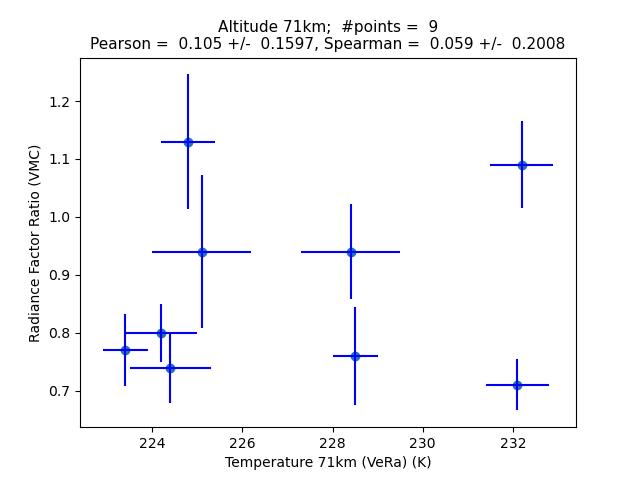 Altitude 71km;  #points =  9
Pearson =  0.105 +/-  0.1597, Spearman =  0.059 +/-  0.2008
1.2
1.1
1.0
0.9
0.8
0.7
Radiance Factor Ratio (VMC)
224 226 228 230 232
Temperature 71km (VeRa) (K)